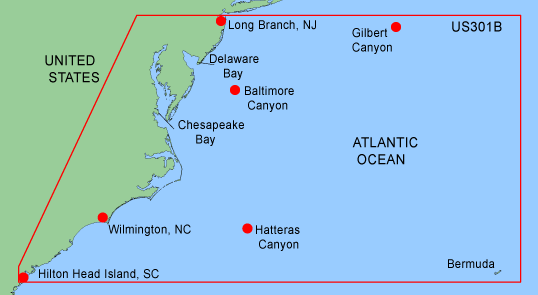 Long Branch, NJ
Gilbert
Canyon
US301B
UNITED
STATES
Delaware
Bay
Baltimore
Canyon
Chesapeake
Bay
ATLANTIC
OCEAN
Wilmington, NC
Hatteras
Canyon
Bermuda
Hilton Head Island, SC